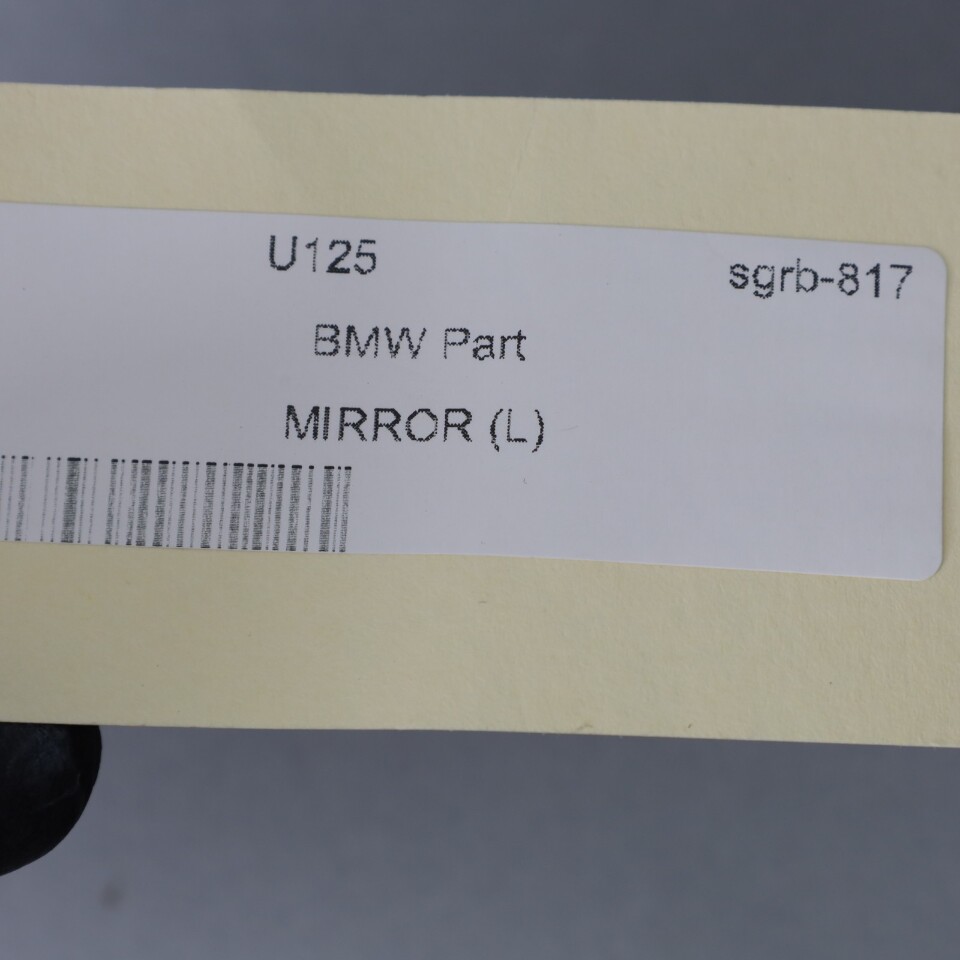 U125 sgrb-817
BMW Part
MIRROR (L)